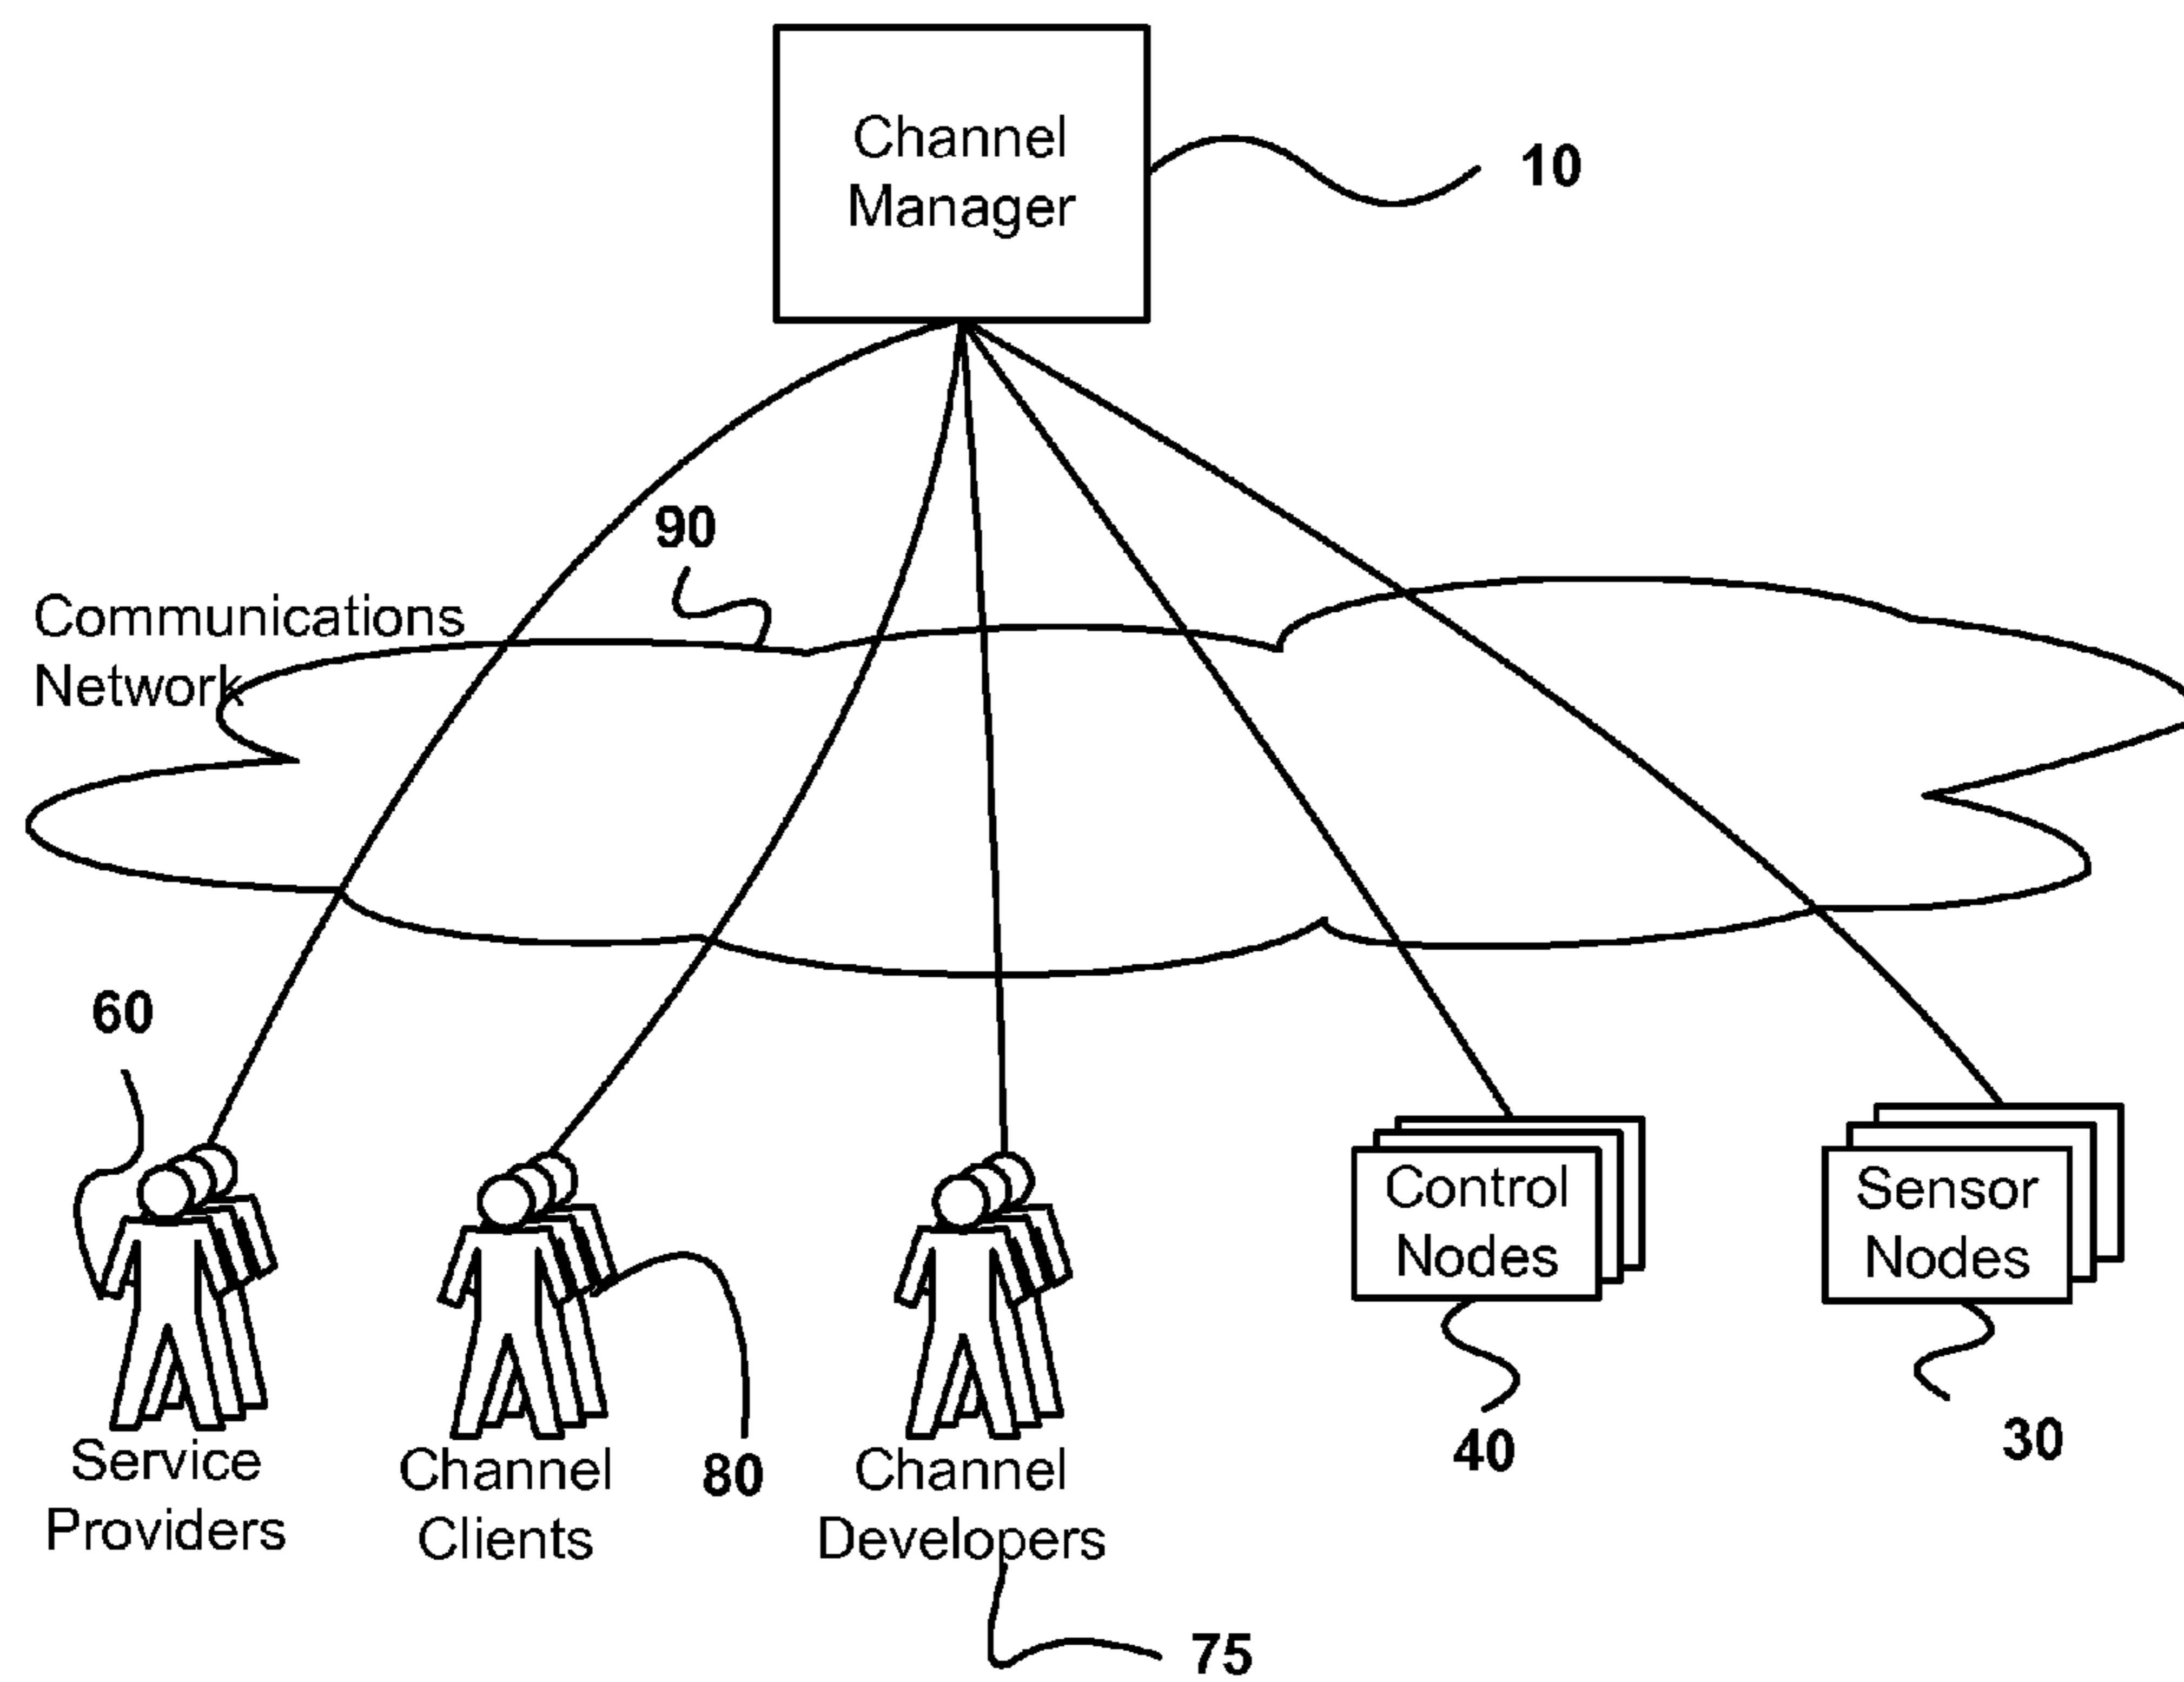 Channel
Manager
10
90
Communications
Network
60
Control
Nodes
Sensor
Nodes
40
30
Service
Providers
Channel
Clients
80
Channel
Developers
75